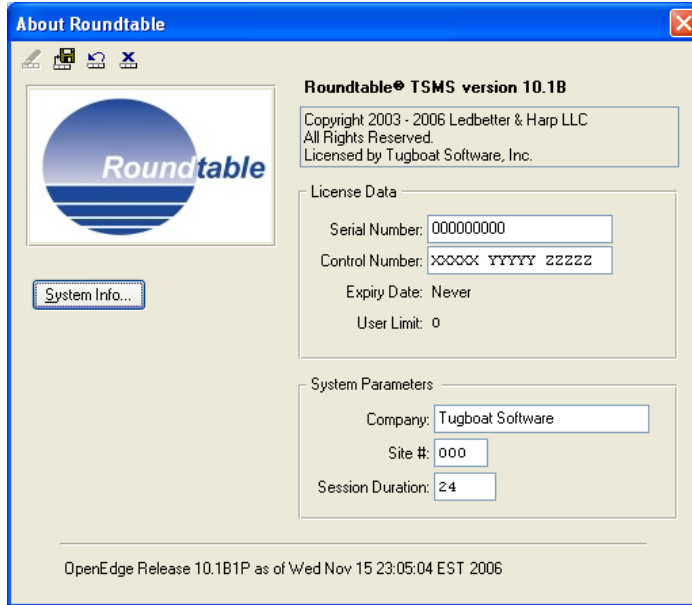 About Roundtable
Roundtable
System Info...
Roundtable® TSMS version 10.1B
Copyright 2003 - 2006 Ledbetter & Harp LLC
All Rights Reserved.
Licensed by Tugboat Software, Inc.
License Data
Serial Number: 000000000
Control Number: XXXXX YYYYY ZZZZZ
Expiry Date: Never
User Limit: 0
System Parameters
Company: Tugboat Software
Site #: 000
Session Duration: 24
OpenEdge Release 10.1B1P as of Wed Nov 15 23:05:04 EST 2006